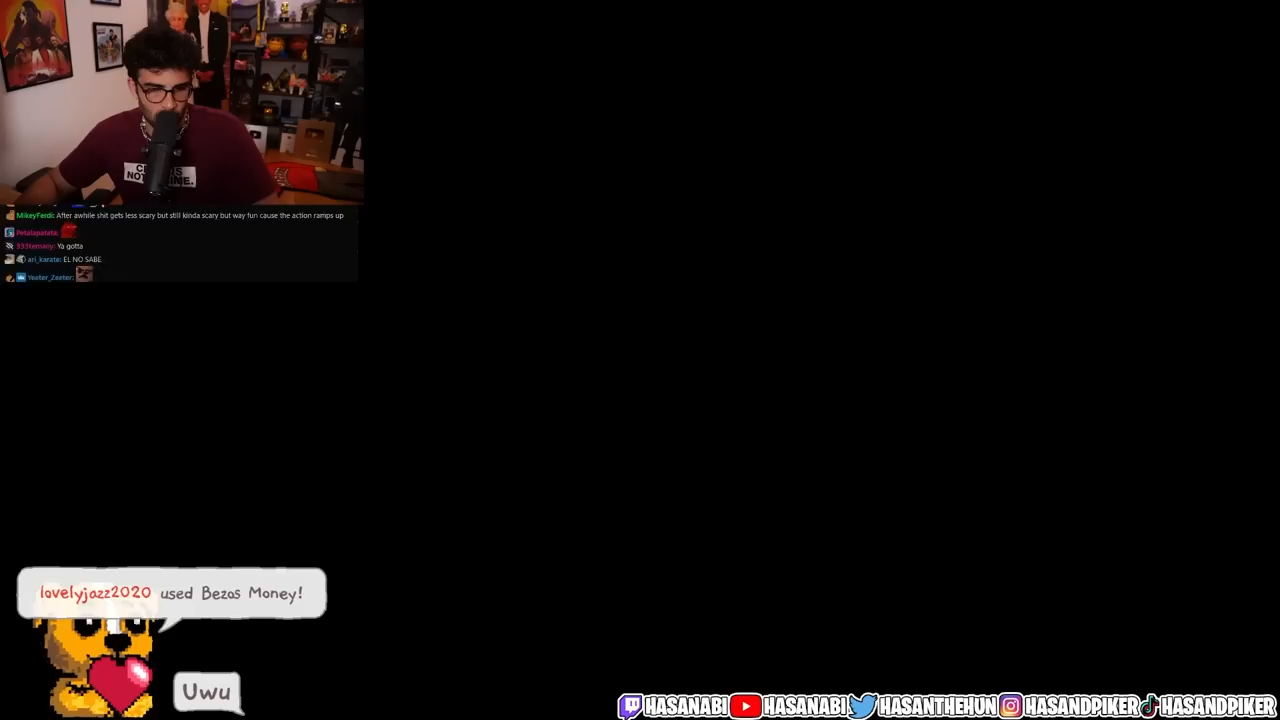 MikeyFerdi: After awhile shit gets less scary but still kinda scary but way fun cause the action ramps up
Petalapatata:
333temany: Ya gotta
ari_karate: EL NO SABE
Yeeter_Zeeter:
lovelyjazz2020 used Bezos Money!
Uwu
HASANABI HASANABI HASANTHEHUN HASANDPIKER HASANDPIKER